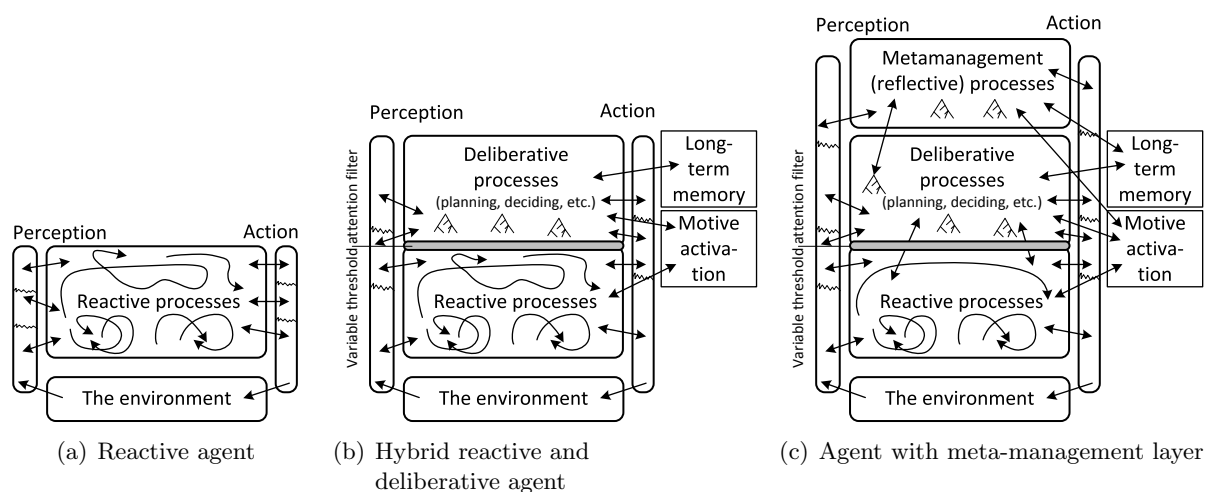 Perception
Action
Reactive processes
The environment
(a) Reactive agent
Perception
Action
Variable threshold attention filter
Deliberative
processes
(planning, deciding, etc.)
Long-
term
memory
Motive
activa-
tion
Reactive processes
The environment
(b) Hybrid reactive and
deliberative agent
Perception
Action
Variable threshold attention filter
Metamanagement
(reflective) processes
Deliberative
processes
(planning, deciding, etc.)
Long-
term
memory
Motive
activa-
tion
Reactive processes
The environment
(c) Agent with meta-management layer